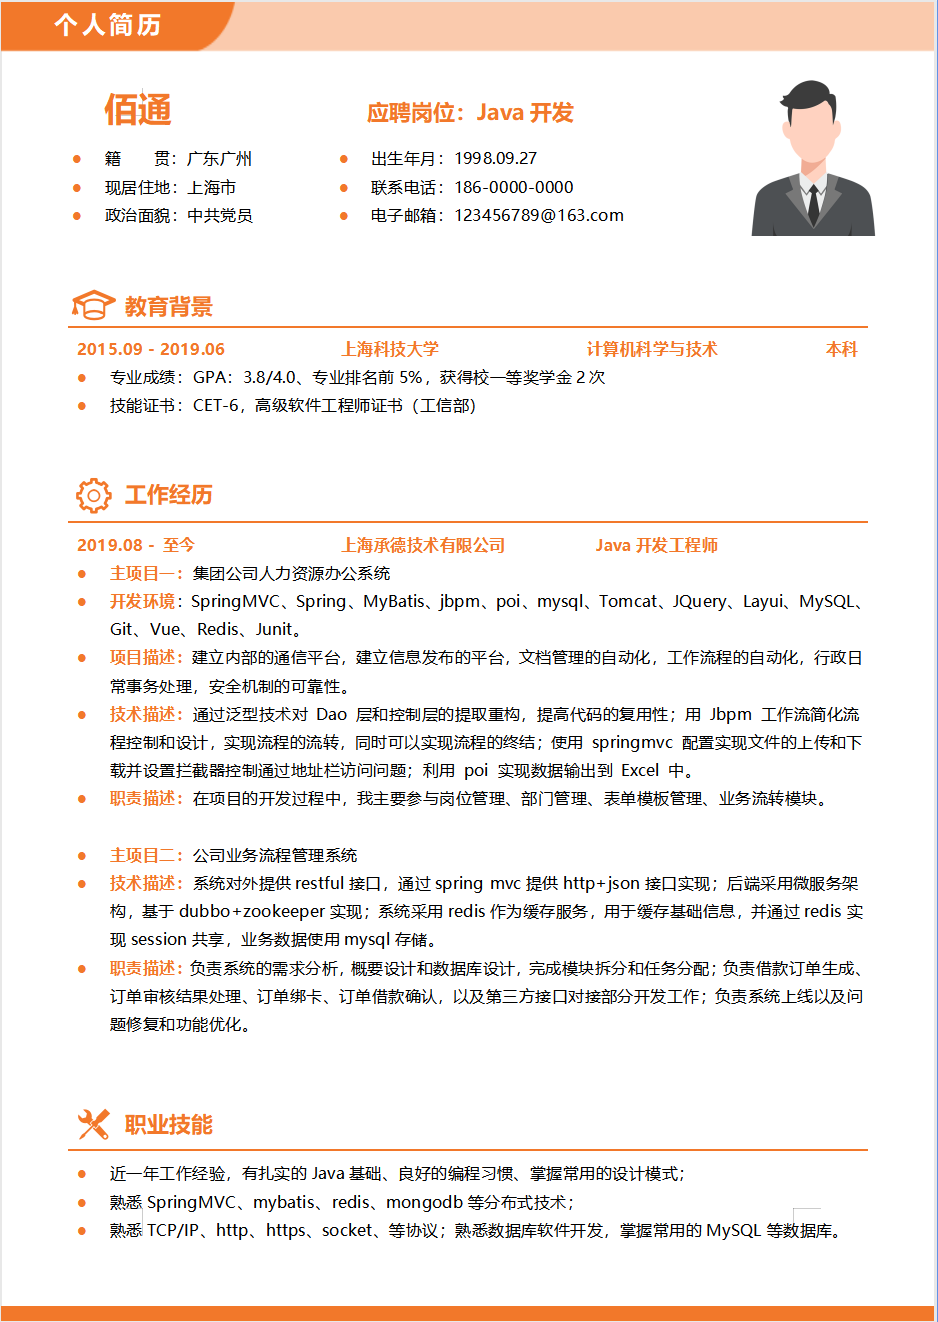 个人简历
佰通
应聘岗位：Java 开发
籍　　贯：广东广州
出生年月：1998.09.27
现居住地：上海市
联系电话：186-0000-0000
政治面貌：中共党员
电子邮箱：123456789@163.com
教育背景
2015.09 - 2019.06 上海科技大学 计算机科学与技术 本科
专业成绩：GPA：3.8/4.0、专业排名前 5%，获得校一等奖学金 2 次
技能证书：CET-6，高级软件工程师证书（工信部）
工作经历
2019.08 - 至今 上海承德技术有限公司 Java 开发工程师
主项目一：集团公司人力资源办公系统
开发环境：SpringMVC、Spring、MyBatis、jbpm、poi、mysql、Tomcat、JQuery、Layui、MySQL、
Git、Vue、Redis、Junit。
项目描述：建立内部的通信平台，建立信息发布的平台，文档管理的自动化，工作流程的自动化，行政日
常事务处理，安全机制的可靠性。
技术描述：通过泛型技术对 Dao 层和控制层的提取重构，提高代码的复用性；用 Jbpm 工作流简化流
程控制和设计，实现流程的流转，同时可以实现流程的终结；使用 springmvc 配置实现文件的上传和下
载并设置拦截器控制通过地址栏访问问题；利用 poi 实现数据输出到 Excel 中。
职责描述：在项目的开发过程中，我主要参与岗位管理、部门管理、表单模板管理、业务流转模块。
主项目二：公司业务流程管理系统
技术描述：系统对外提供 restful 接口，通过 spring mvc 提供 http+json 接口实现；后端采用微服务架
构，基于 dubbo+zookeeper 实现；系统采用 redis 作为缓存服务，用于缓存基础信息，并通过 redis 实
现 session 共享，业务数据使用 mysql 存储。
职责描述：负责系统的需求分析，概要设计和数据库设计，完成模块拆分和任务分配；负责借款订单生成、
订单审核结果处理、订单绑卡、订单借款确认，以及第三方接口对接部分开发工作；负责系统上线以及问
题修复和功能优化。
职业技能
近一年工作经验，有扎实的 Java 基础、良好的编程习惯、掌握常用的设计模式；
熟悉 SpringMVC、mybatis、redis、mongodb 等分布式技术；
熟悉 TCP/IP、http、https、socket、等协议；熟悉数据库软件开发，掌握常用的 MySQL 等数据库。